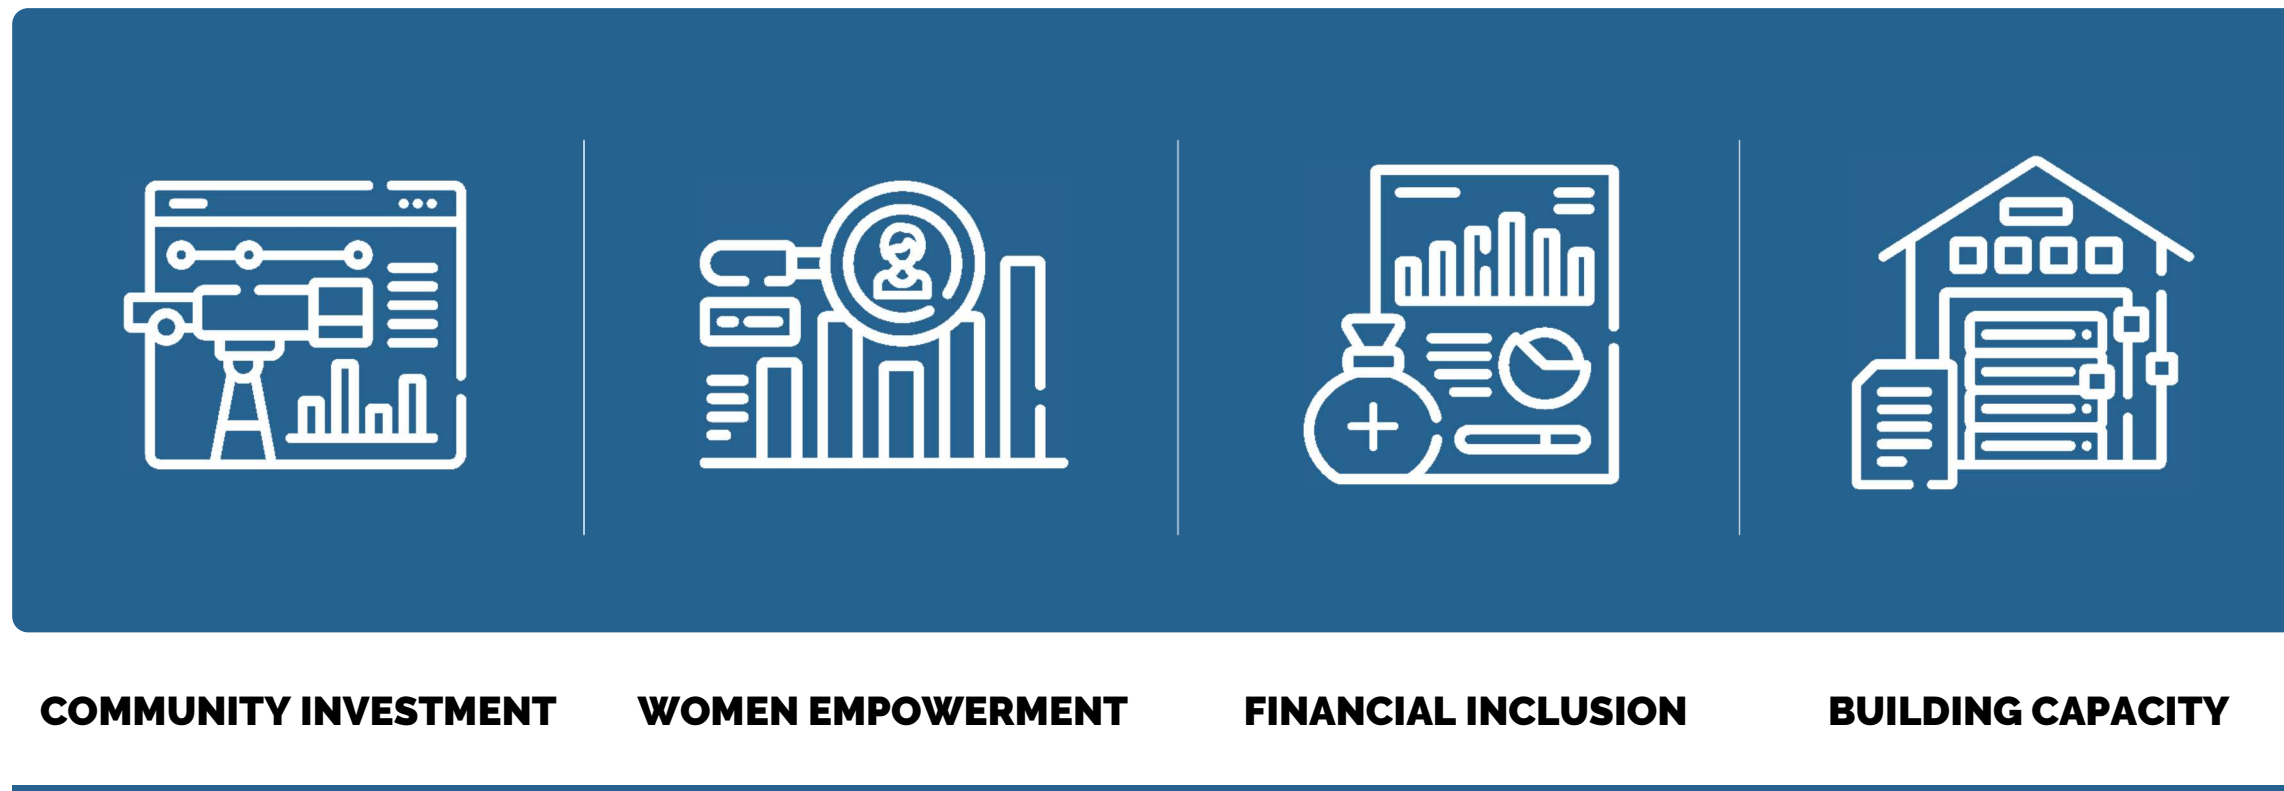 COMMUNITY INVESTMENT
WOMEN EMPOWERMENT
FINANCIAL INCLUSION
BUILDING CAPACITY